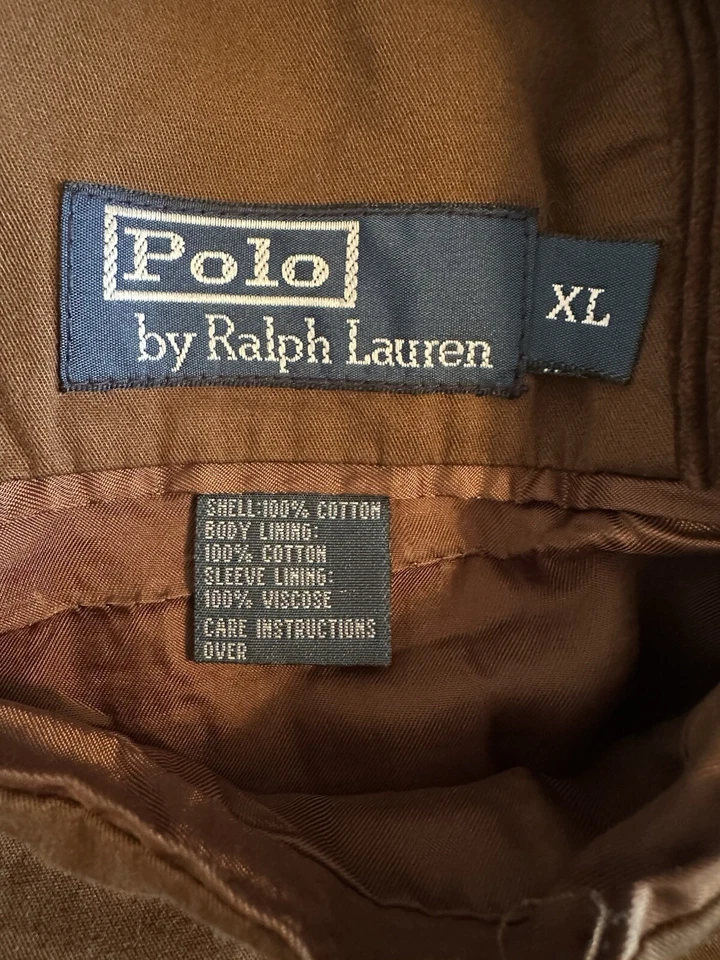 Polo
by Ralph Lauren
XL
SHELL:100% COTTON
BODY LINING:
100% COTTON
SLEEVE LINING:
100% VISCOSE
CARE INSTRUCTIONS
OVER